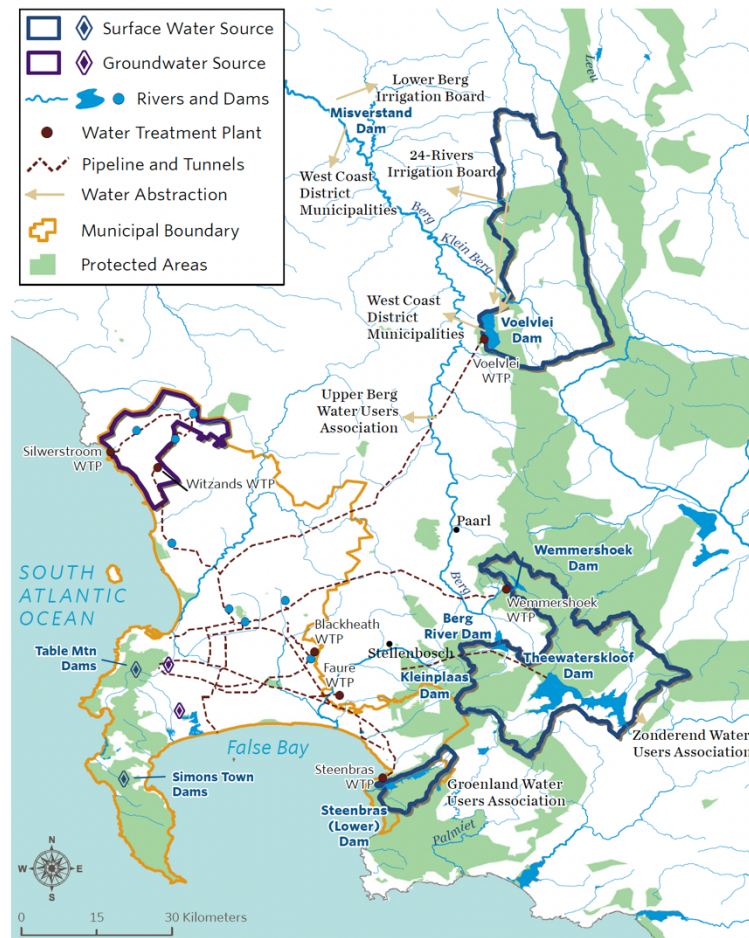 Surface Water Source
Groundwater Source
Rivers and Dams
Water Treatment Plant
Pipeline and Tunnels
Water Abstraction
Municipal Boundary
Protected Areas
Leeu
Lower Berg
Irrigation Board
Misverstand
Dam
24-Rivers
Irrigation Board
West Coast
District
Municipalities
Berg
Klein Berg
West Coast
District
Municipalities
Voelvlei
Dam
Voelvlei
WTP
Upper Berg
Water Users
Association
Silwerstroom
WTP
Witzands WTP
Paarl
Wemmershoek
Dam
SOUTH
ATLANTIC
OCEAN
Berg
Wemmershoek
WTP
Blackheath
WTP
Berg
River Dam
Table Mtn
Dams
Stellenbosch
Theewaterskloof
Dam
Faure
WTP
Kleinplaas
Dam
Zonderend Water
Users Association
False Bay
Steenbras
WTP
Simons Town
Dams
Groenland Water
Users Association
Steenbras
(Lower)
Dam
Palmiet
N
W
E
S
0
15
30 Kilometers